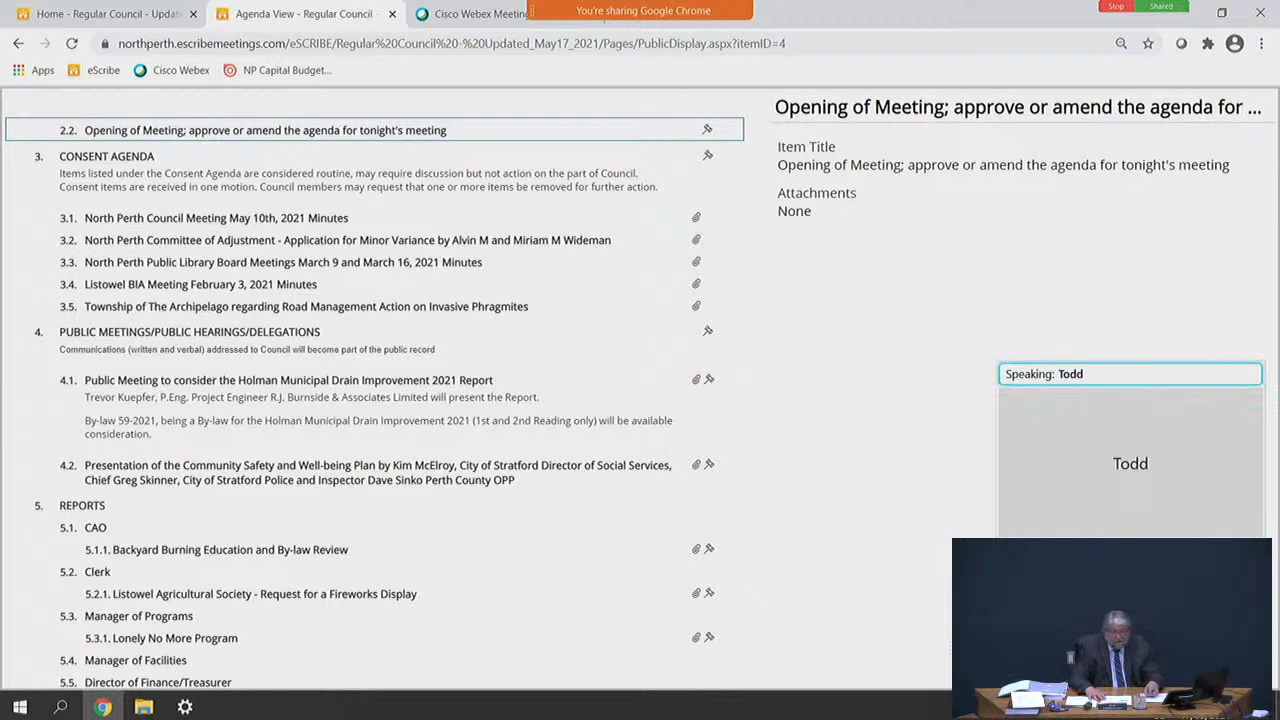 Home - Regular Council - Updat
Agenda View - Regular Council -
Cisco Webex Meeting
You're sharing Google Chrome
Stop
Shared
northperth.escribemeetings.com/eSCRIBE/Regular%20Council%20-%20Updated_May17_2021/Pages/PublicDisplay.aspx?itemID=4
Apps
eScribe
Cisco Webex
NP Capital Budget...
2.2. Opening of Meeting; approve or amend the agenda for tonight's meeting
3. CONSENT AGENDA
Items listed under the Consent Agenda are considered routine, may require discussion but not action on the part of Council.
Consent items are received in one motion. Council members may request that one or more items be removed for further action.
3.1. North Perth Council Meeting May 10th, 2021 Minutes
3.2. North Perth Committee of Adjustment - Application for Minor Variance by Alvin M and Miriam M Wideman
3.3. North Perth Public Library Board Meetings March 9 and March 16, 2021 Minutes
3.4. Listowel BIA Meeting February 3, 2021 Minutes
3.5. Township of The Archipelago regarding Road Management Action on Invasive Phragmites
4. PUBLIC MEETINGS/PUBLIC HEARINGS/DELEGATIONS
Communications (written and verbal) addressed to Council will become part of the public record
4.1. Public Meeting to consider the Holman Municipal Drain Improvement 2021 Report
Trevor Kuepfer, P.Eng. Project Engineer R.J. Burnside & Associates Limited will present the Report.
By-law 59-2021, being a By-law for the Holman Municipal Drain Improvement 2021 (1st and 2nd Reading only) will be available
consideration.
4.2. Presentation of the Community Safety and Well-being Plan by Kim McElroy, City of Stratford Director of Social Services,
Chief Greg Skinner, City of Stratford Police and Inspector Dave Sinko Perth County OPP
5. REPORTS
5.1. CAO
5.1.1. Backyard Burning Education and By-law Review
5.2. Clerk
5.2.1. Listowel Agricultural Society - Request for a Fireworks Display
5.3. Manager of Programs
5.3.1. Lonely No More Program
5.4. Manager of Facilities
5.5. Director of Finance/Treasurer
Opening of Meeting; approve or amend the agenda for ...
Item Title
Opening of Meeting; approve or amend the agenda for tonight's meeting
Attachments
None
Speaking: Todd
Todd